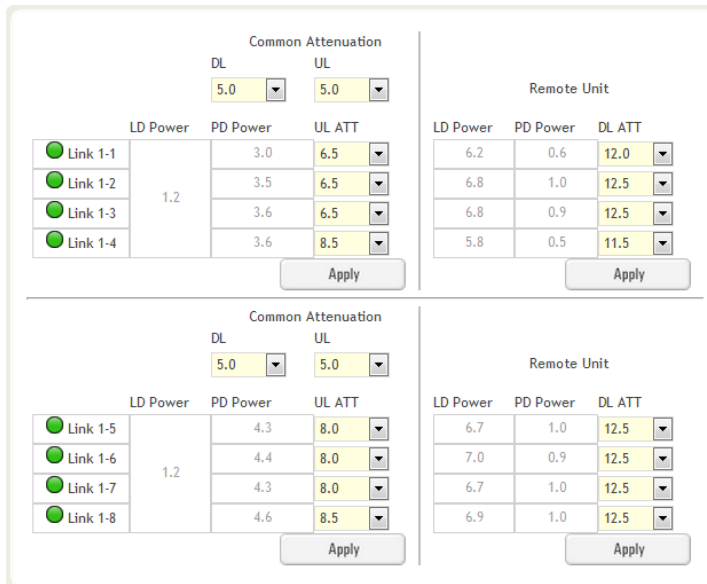 Common Attenuation
DL UL
5.0 5.0 Remote Unit
LD Power PD Power UL ATT LD Power PD Power DL ATT
Link 1-1 3.0 6.5 6.2 0.6 12.0
Link 1-2 3.5 6.5 6.8 1.0 12.5
1.2
Link 1-3 3.6 6.5 6.8 0.9 12.5
Link 1-4 3.6 8.5 5.8 0.5 11.5
Apply Apply
Common Attenuation
DL UL
5.0 5.0 Remote Unit
LD Power PD Power UL ATT LD Power PD Power DL ATT
Link 1-5 4.3 8.0 6.7 1.0 12.5
Link 1-6 4.4 8.0 7.0 0.9 12.5
1.2
Link 1-7 4.3 8.0 6.7 1.0 12.5
Link 1-8 4.6 8.5 6.9 1.0 12.5
Apply Apply